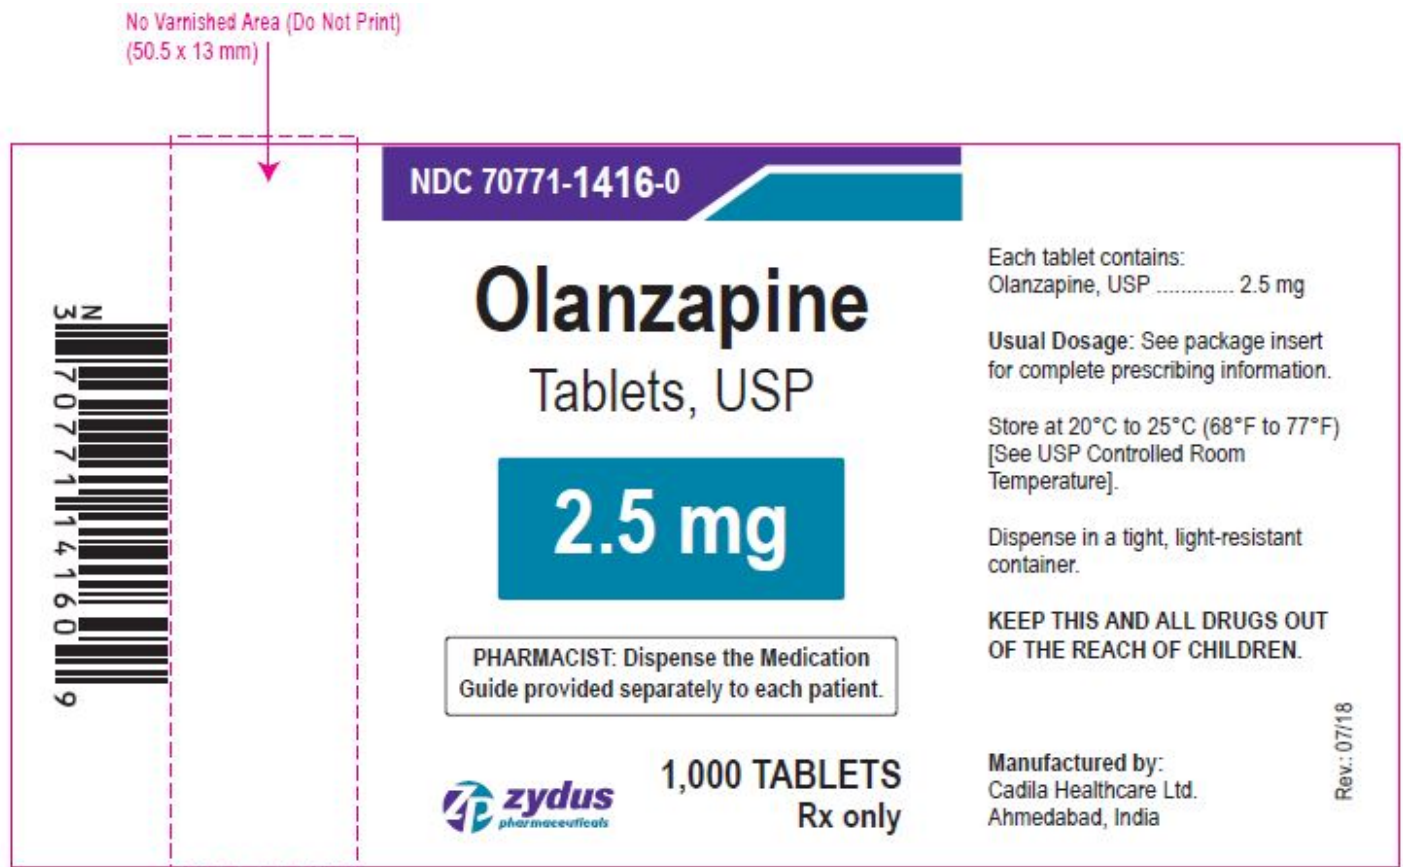 No Varnished Area (Do Not Print)
(50.5 x 13 mm)
N
3
70771 14160
9
NDC 70771-1416-0
Olanzapine
Tablets, USP
2.5 mg
PHARMACIST: Dispense the Medication
Guide provided separately to each patient.
zydus
pharmaceuticals
1,000 TABLETS
Rx only
Each tablet contains:
Olanzapine, USP ............. 2.5 mg
Usual Dosage: See package insert
for complete prescribing information.
Store at 20°C to 25°C (68°F to 77°F)
[See USP Controlled Room
Temperature].
Dispense in a tight, light-resistant
container.
KEEP THIS AND ALL DRUGS OUT
OF THE REACH OF CHILDREN.
Manufactured by:
Cadila Healthcare Ltd.
Ahmedabad, India
Rev.: 07/18